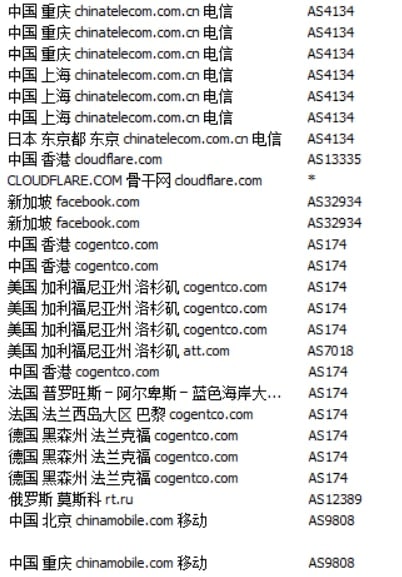 中国 重庆 chinatelecom.com.cn 电信 AS4134
中国 重庆 chinatelecom.com.cn 电信 AS4134
中国 重庆 chinatelecom.com.cn 电信 AS4134
中国 上海 chinatelecom.com.cn 电信 AS4134
中国 上海 chinatelecom.com.cn 电信 AS4134
中国 上海 chinatelecom.com.cn 电信 AS4134
日本 东京都 东京 chinatelecom.com.cn 电信 AS4134
中国 香港 cloudflare.com AS13335
CLOUDFLARE.COM 骨干网 cloudflare.com *
新加坡 facebook.com AS32934
新加坡 facebook.com AS32934
中国 香港 cogentco.com AS174
中国 香港 cogentco.com AS174
美国 加利福尼亚州 洛杉矶 cogentco.com AS174
美国 加利福尼亚州 洛杉矶 cogentco.com AS174
美国 加利福尼亚州 洛杉矶 cogentco.com AS174
美国 加利福尼亚州 洛杉矶 att.com AS7018
中国 香港 cogentco.com AS174
法国 普罗旺斯－阿尔卑斯－蓝色海岸大... AS174
法国 法兰西岛大区 巴黎 cogentco.com AS174
德国 黑森州 法兰克福 cogentco.com AS174
德国 黑森州 法兰克福 cogentco.com AS174
德国 黑森州 法兰克福 cogentco.com AS174
俄罗斯 莫斯科 rt.ru AS12389
中国 北京 chinamobile.com 移动 AS9808
中国 重庆 chinamobile.com 移动 AS9808